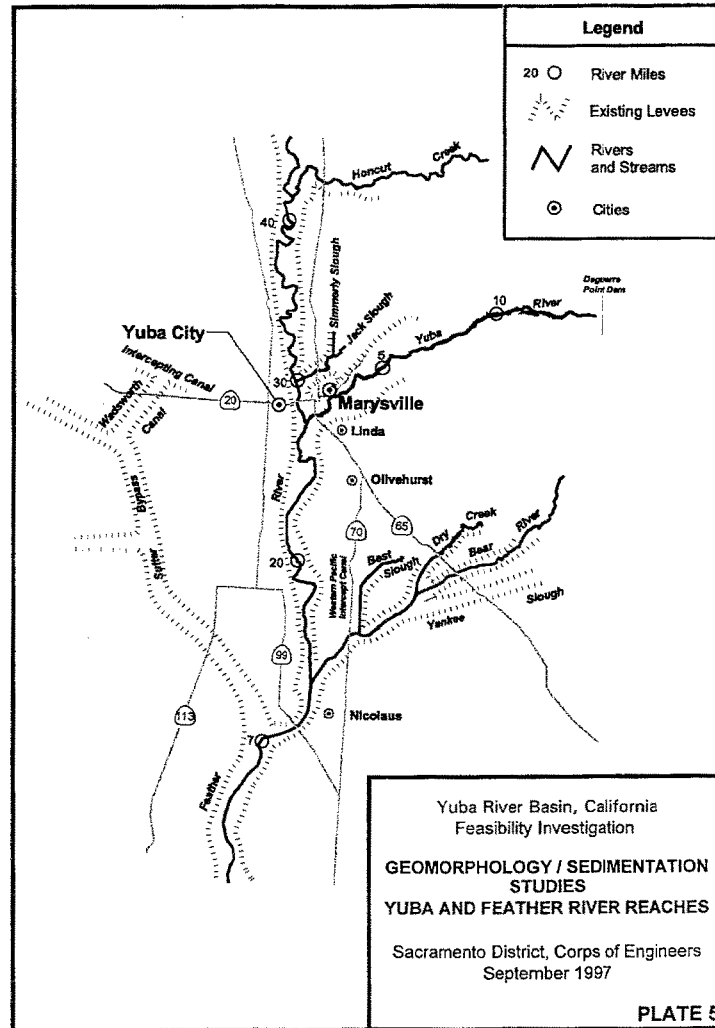 Legend
20 River Miles
Existing Levees
Rivers
and Streams
Cities
Honcut Creek
40
Simmerly Slough
Jack Slough
Daguerre
Point Dam
10
River
Yuba
5
Yuba City
Intercepting Canal
30
Wadsworth
Canal
20
Marysville
Linda
Bypass
River
Olivehurst
Sutter
70
65
Dry Creek
River
Bear
20
Best
Slough
Western Pacific
Intercept Canal
Slough
Yankee
99
113
Nicolaus
7
Feather
Yuba River Basin, California
Feasibility Investigation
GEOMORPHOLOGY / SEDIMENTATION
STUDIES
YUBA AND FEATHER RIVER REACHES
Sacramento District, Corps of Engineers
September 1997
PLATE 5